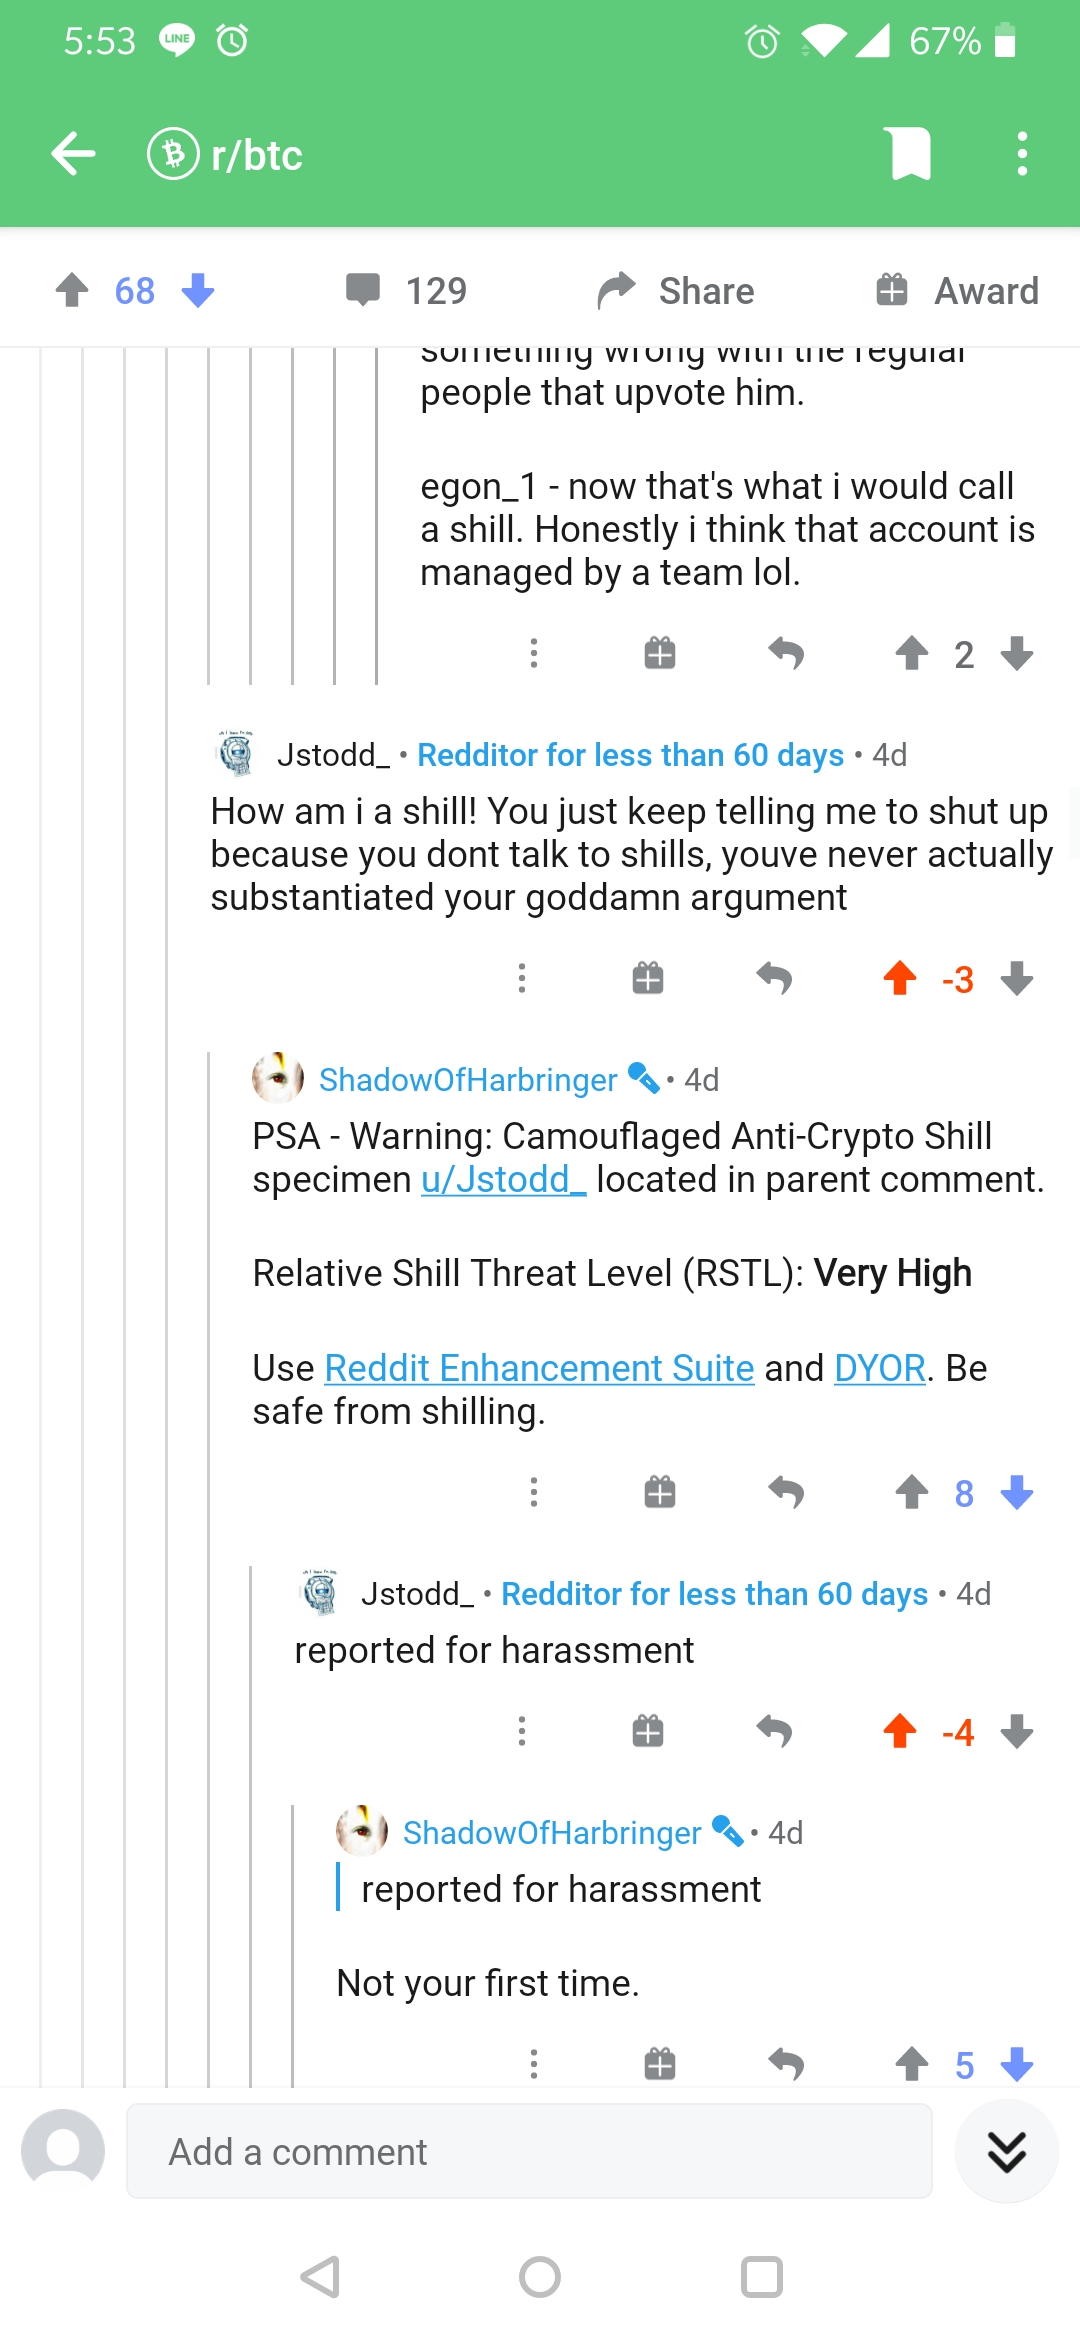 5:53 LINE 67%
r/btc
68 129 Share Award
something wrong with the regular
people that upvote him.
egon_1 - now that's what i would call
a shill. Honestly i think that account is
managed by a team lol.
2
Jstodd_ • Redditor for less than 60 days • 4d
How am i a shill! You just keep telling me to shut up
because you dont talk to shills, youve never actually
substantiated your goddamn argument
-3
ShadowOfHarbringer • 4d
PSA - Warning: Camouflaged Anti-Crypto Shill
specimen u/Jstodd_ located in parent comment.
Relative Shill Threat Level (RSTL): Very High
Use Reddit Enhancement Suite and DYOR. Be
safe from shilling.
8
Jstodd_ • Redditor for less than 60 days • 4d
reported for harassment
-4
ShadowOfHarbringer • 4d
reported for harassment
Not your first time.
5
Add a comment